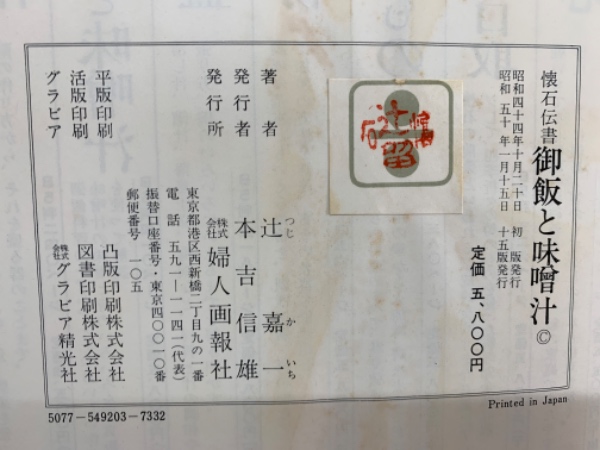 懐石伝書 御飯と味噌汁 ©
昭和四十四年十月二十日 初版発行
昭和五十年一月十五日 十五版発行
定価 五、八〇〇円
辻留
著者 辻嘉一
つじ か いち
発行者 本吉信雄
発行所 株式会社 婦人画報社
東京都港区西新橋二丁目九の一番
電話 五九一―一一四一(代表)
振替口座番号・東京四〇〇一〇番
郵便番号 一〇五
平版印刷 凸版印刷株式会社
活版印刷 図書印刷株式会社
グラビア 株式会社 グラビア精光社
Printed in Japan
5077-549203-7332